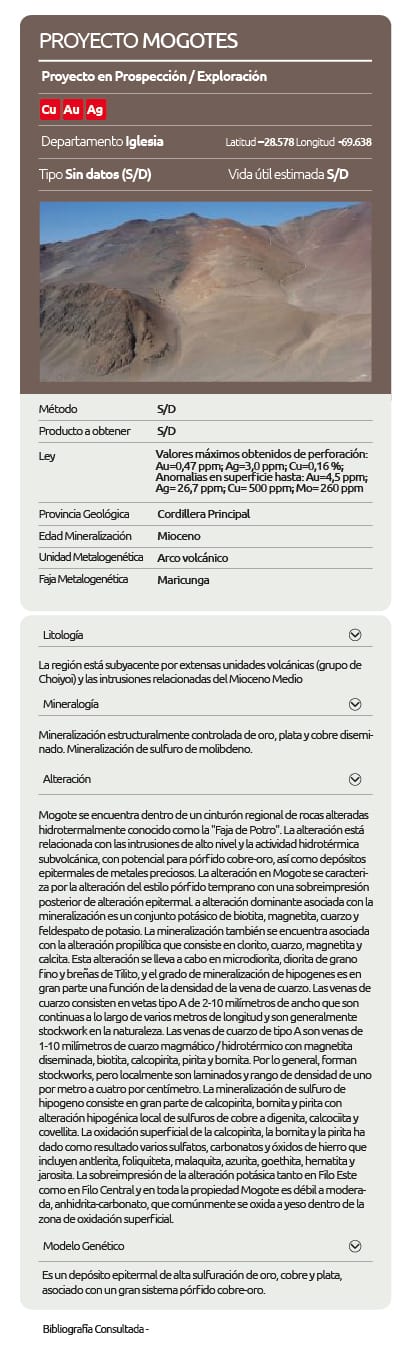 PROYECTO MOGOTES
Proyecto en Prospección / Exploración
Cu Au Ag
Departamento Iglesia Latitud –28.578 Longitud -69.638
Tipo Sin datos (S/D) Vida útil estimada S/D
Método S/D
Producto a obtener S/D
Ley Valores máximos obtenidos de perforación:
Au=0,47 ppm; Ag=3,0 ppm; Cu=0,16 %;
Anomalías en superficie hasta: Au=4,5 ppm;
Ag= 26,7 ppm; Cu= 500 ppm; Mo= 260 ppm
Provincia Geológica Cordillera Principal
Edad Mineralización Mioceno
Unidad Metalogenética Arco volcánico
Faja Metalogenética Maricunga
Litología
La región está subyacente por extensas unidades volcánicas (grupo de
Choiyoi) y las intrusiones relacionadas del Mioceno Medio
Mineralogía
Mineralización estructuralmente controlada de oro, plata y cobre disemi-
nado. Mineralización de sulfuro de molibdeno.
Alteración
Mogote se encuentra dentro de un cinturón regional de rocas alteradas
hidrotermalmente conocido como la "Faja de Potro". La alteración está
relacionada con las intrusiones de alto nivel y la actividad hidrotérmica
subvolcánica, con potencial para pórfido cobre-oro, así como depósitos
epitermales de metales preciosos. La alteración en Mogote se caracteri-
za por la alteración del estilo pórfido temprano con una sobreimpresión
posterior de alteración epitermal. a alteración dominante asociada con la
mineralización es un conjunto potásico de biotita, magnetita, cuarzo y
feldespato de potasio. La mineralización también se encuentra asociada
con la alteración propilítica que consiste en clorito, cuarzo, magnetita y
calcita. Esta alteración se lleva a cabo en microdiorita, diorita de grano
fino y breñas de Tilito, y el grado de mineralización de hipogenes es en
gran parte una función de la densidad de la vena de cuarzo. Las venas de
cuarzo consisten en vetas tipo A de 2-10 milímetros de ancho que son
continuas a lo largo de varios metros de longitud y son generalmente
stockwork en la naturaleza. Las venas de cuarzo de tipo A son venas de
1-10 milímetros de cuarzo magmático / hidrotérmico con magnetita
diseminada, biotita, calcopirita, pirita y bornita. Por lo general, forman
stockworks, pero localmente son laminados y rango de densidad de uno
por metro a cuatro por centímetro. La mineralización de sulfuro de
hipogeno consiste en gran parte de calcopirita, bornita y pirita con
alteración hipogénica local de sulfuros de cobre a digenita, calcociita y
covellita. La oxidación superficial de la calcopirita, la bornita y la pirita ha
dado como resultado varios sulfatos, carbonatos y óxidos de hierro que
incluyen antlerita, foliquiteta, malaquita, azurita, goethita, hematita y
jarosita. La sobreimpresión de la alteración potásica tanto en Filo Este
como en Filo Central y en toda la propiedad Mogote es débil a modera-
da, anhidrita-carbonato, que comúnmente se oxida a yeso dentro de la
zona de oxidación superficial.
Modelo Genético
Es un depósito epitermal de alta sulfuración de oro, cobre y plata,
asociado con un gran sistema pórfido cobre-oro.
Bibliografía Consultada -